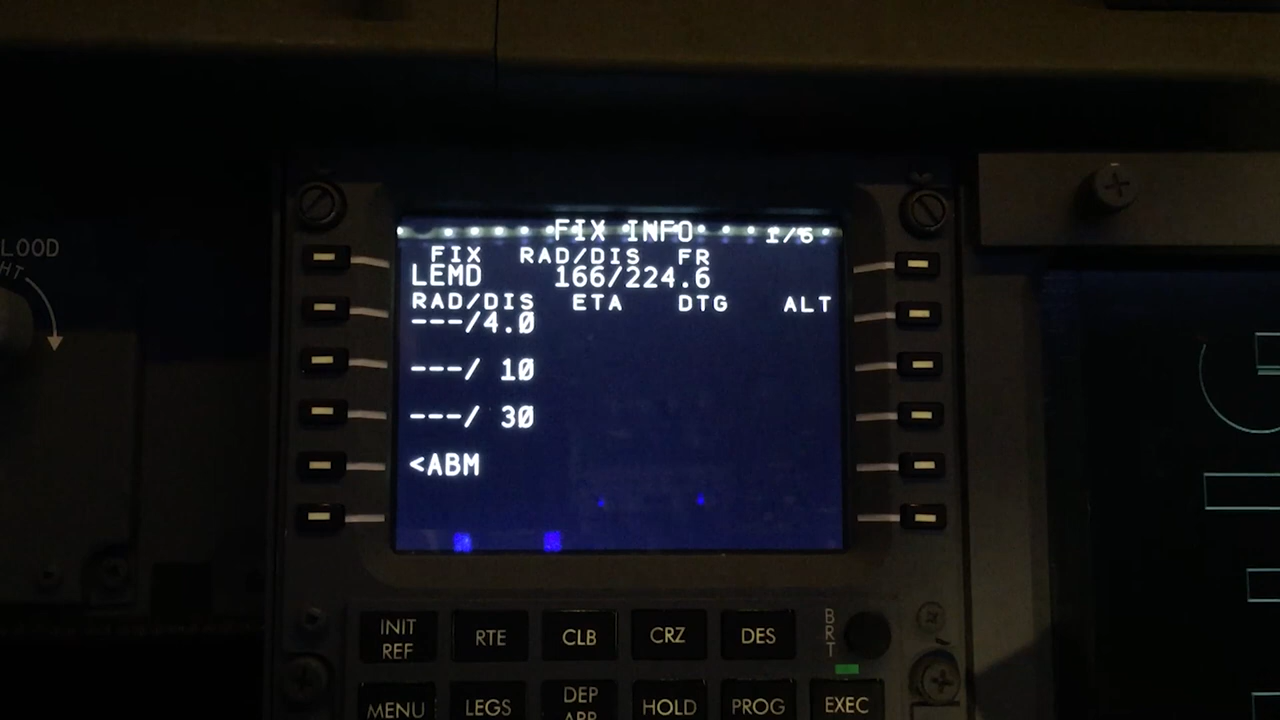 FIX INFO 1/6
FIX RAD/DIS FR
LEMD 166/224.6
RAD/DIS ETA DTG ALT
---/4.0
---/ 10
---/ 30
<ABM
LOOD
HT
INIT REF
RTE
CLB
CRZ
DES
BRT
MENU
LEGS
DEP
HOLD
PROG
EXEC